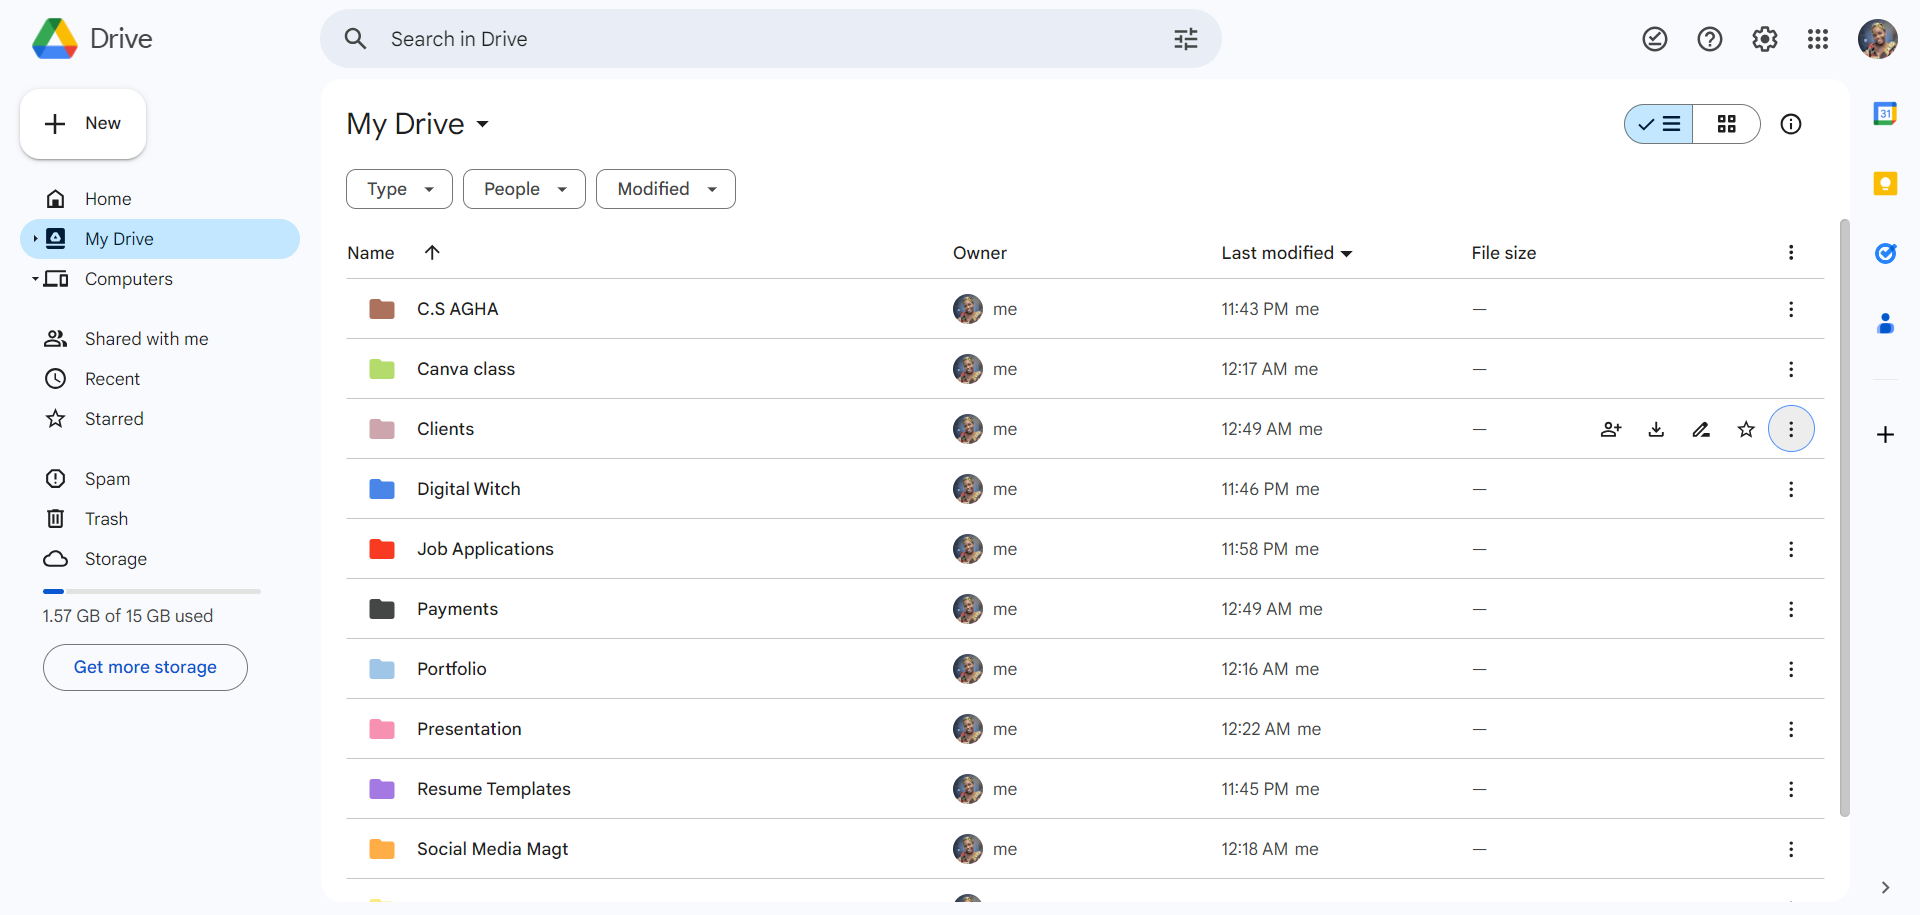 Drive
Search in Drive
New
Home
My Drive
Computers
Shared with me
Recent
Starred
Spam
Trash
Storage
1.57 GB of 15 GB used
Get more storage
My Drive
Type People Modified
Name Owner Last modified File size
C.S AGHA me 11:43 PM me —
Canva class me 12:17 AM me —
Clients me 12:49 AM me —
Digital Witch me 11:46 PM me —
Job Applications me 11:58 PM me —
Payments me 12:49 AM me —
Portfolio me 12:16 AM me —
Presentation me 12:22 AM me —
Resume Templates me 11:45 PM me —
Social Media Magt me 12:18 AM me —
31